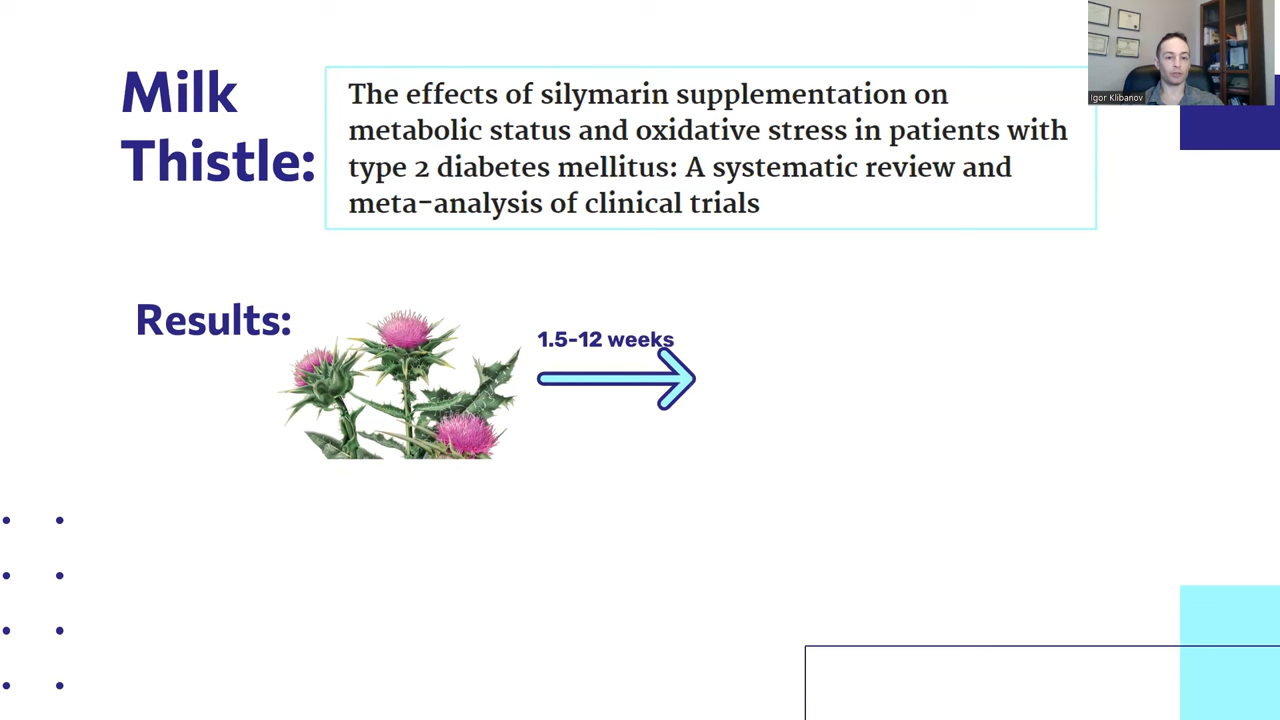 Milk
Thistle:
The effects of silymarin supplementation on
metabolic status and oxidative stress in patients with
type 2 diabetes mellitus: A systematic review and
meta-analysis of clinical trials
Igor Klibanov
Results:
1.5-12 weeks